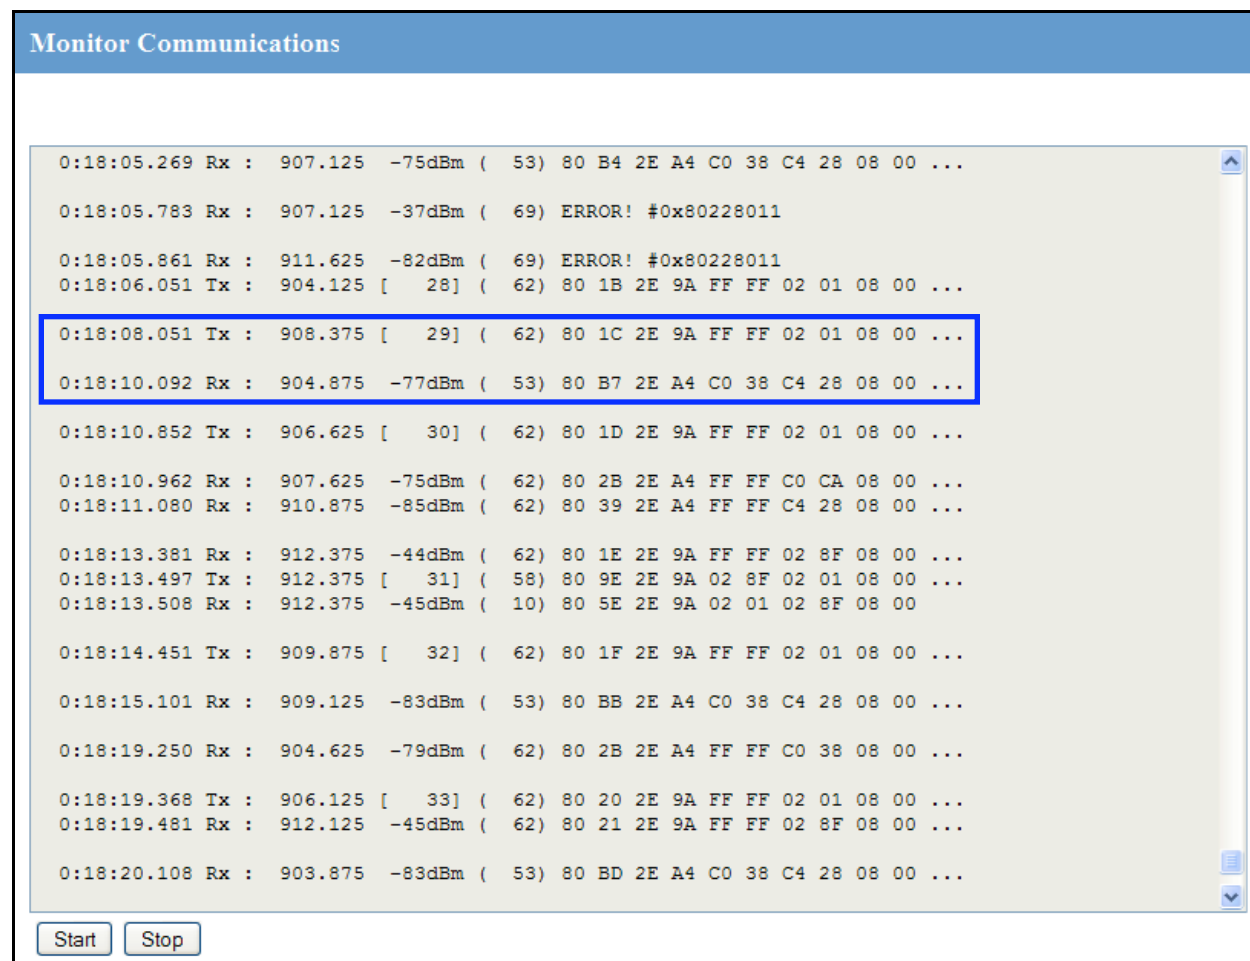 Monitor Communications
0:18:05.269 Rx :  907.125  -75dBm (  53) 80 B4 2E A4 C0 38 C4 28 08 00 ...
0:18:05.783 Rx :  907.125  -37dBm (  69) ERROR! #0x80228011
0:18:05.861 Rx :  911.625  -82dBm (  69) ERROR! #0x80228011
0:18:06.051 Tx :  904.125 [   28] (  62) 80 1B 2E 9A FF FF 02 01 08 00 ...
0:18:08.051 Tx :  908.375 [   29] (  62) 80 1C 2E 9A FF FF 02 01 08 00 ...
0:18:10.092 Rx :  904.875  -77dBm (  53) 80 B7 2E A4 C0 38 C4 28 08 00 ...
0:18:10.852 Tx :  906.625 [   30] (  62) 80 1D 2E 9A FF FF 02 01 08 00 ...
0:18:10.962 Rx :  907.625  -75dBm (  62) 80 2B 2E A4 FF FF C0 CA 08 00 ...
0:18:11.080 Rx :  910.875  -85dBm (  62) 80 39 2E A4 FF FF C4 28 08 00 ...
0:18:13.381 Rx :  912.375  -44dBm (  62) 80 1E 2E 9A FF FF 02 8F 08 00 ...
0:18:13.497 Tx :  912.375 [   31] (  58) 80 9E 2E 9A 02 8F 02 01 08 00 ...
0:18:13.508 Rx :  912.375  -45dBm (  10) 80 5E 2E 9A 02 01 02 8F 08 00
0:18:14.451 Tx :  909.875 [   32] (  62) 80 1F 2E 9A FF FF 02 01 08 00 ...
0:18:15.101 Rx :  909.125  -83dBm (  53) 80 BB 2E A4 C0 38 C4 28 08 00 ...
0:18:19.250 Rx :  904.625  -79dBm (  62) 80 2B 2E A4 FF FF C0 38 08 00 ...
0:18:19.368 Tx :  906.125 [   33] (  62) 80 20 2E 9A FF FF 02 01 08 00 ...
0:18:19.481 Rx :  912.125  -45dBm (  62) 80 21 2E 9A FF FF 02 8F 08 00 ...
0:18:20.108 Rx :  903.875  -83dBm (  53) 80 BD 2E A4 C0 38 C4 28 08 00 ...
Start Stop